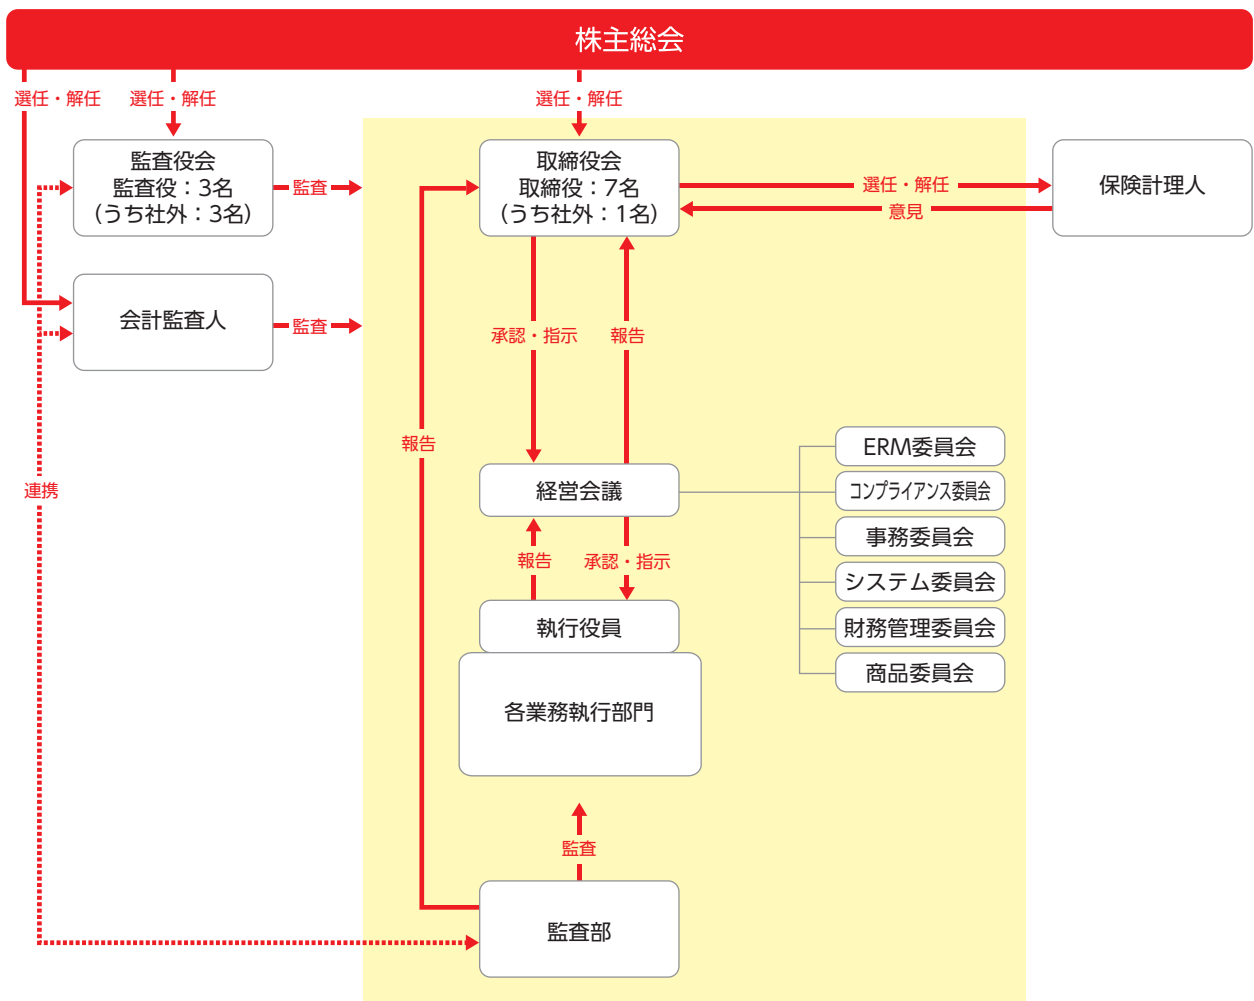 株主総会
選任・解任
選任・解任
選任・解任
監査役会
監査役：3名
（うち社外：3名）
監査
取締役会
取締役：7名
（うち社外：1名）
選任・解任
意見
保険計理人
会計監査人
監査
承認・指示
報告
報告
連携
経営会議
ERM委員会
コンプライアンス委員会
事務委員会
システム委員会
財務管理委員会
商品委員会
報告
承認・指示
執行役員
各業務執行部門
監査
監査部